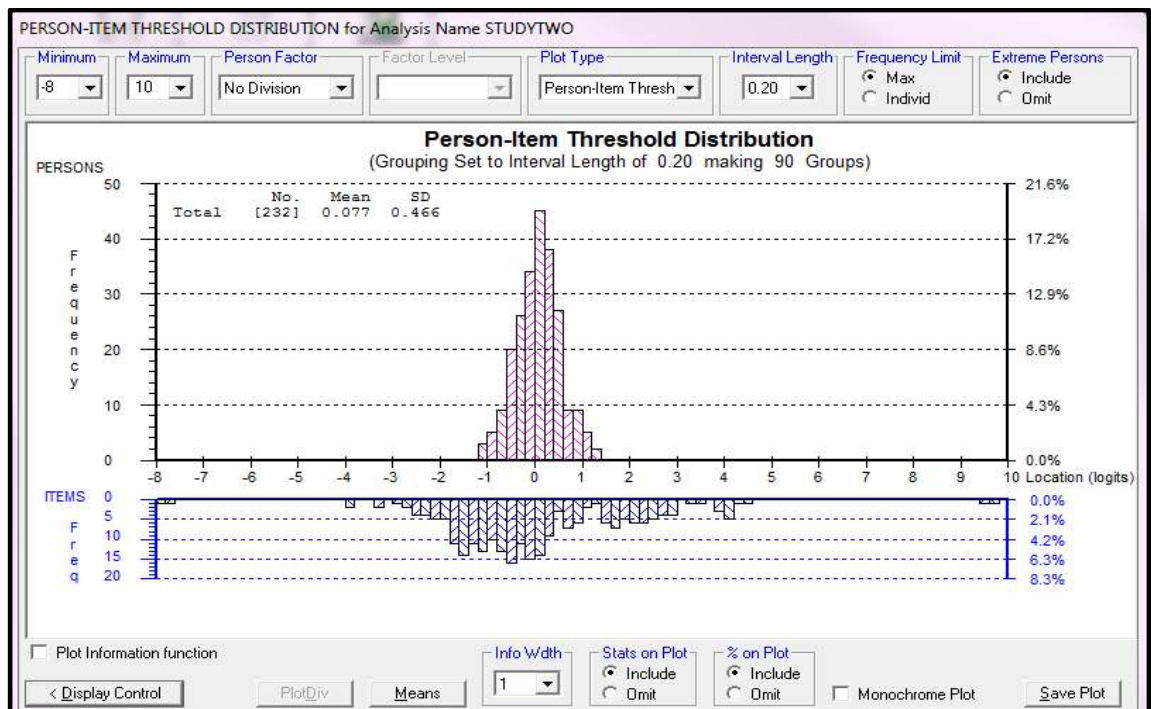 PERSON-ITEM THRESHOLD DISTRIBUTION for Analysis Name STUDYTWO
Minimum Maximum Person Factor Factor Level Plot Type Interval Length Frequency Limit Extreme Persons
-8 10 No Division Person-Item Thresh 0.20 Max Include
Individ Omit
Person-Item Threshold Distribution
(Grouping Set to Interval Length of 0.20 making 90 Groups)
PERSONS
No. Mean SD
Total [232] 0.077 0.466
50 21.6%
40 17.2%
30 12.9%
20 8.6%
10 4.3%
0 0.0%
Frequency
-8 -7 -6 -5 -4 -3 -2 -1 0 1 2 3 4 5 6 7 8 9 10 Location (logits)
ITEMS 0 0.0%
5 2.1%
10 4.2%
15 6.3%
20 8.3%
Freq
Plot Information function
Info Wdth Stats on Plot % on Plot
1 Include Include
Omit Omit
< Display Control PlotDiv Means Monochrome Plot Save Plot